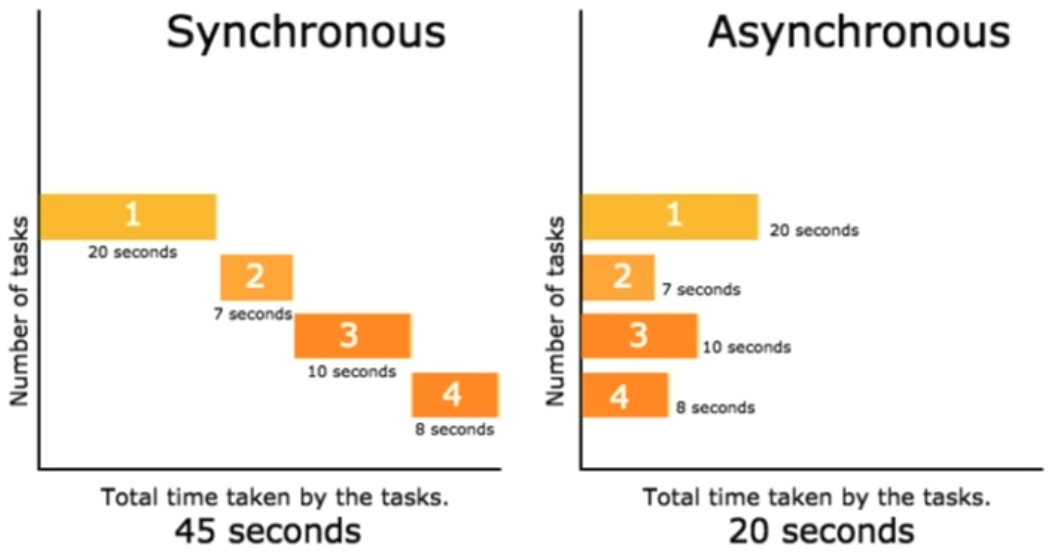 Synchronous
Number of tasks
1
20 seconds
2
7 seconds
3
10 seconds
4
8 seconds
Total time taken by the tasks.
45 seconds
Asynchronous
Number of tasks
1
20 seconds
2
7 seconds
3
10 seconds
4
8 seconds
Total time taken by the tasks.
20 seconds